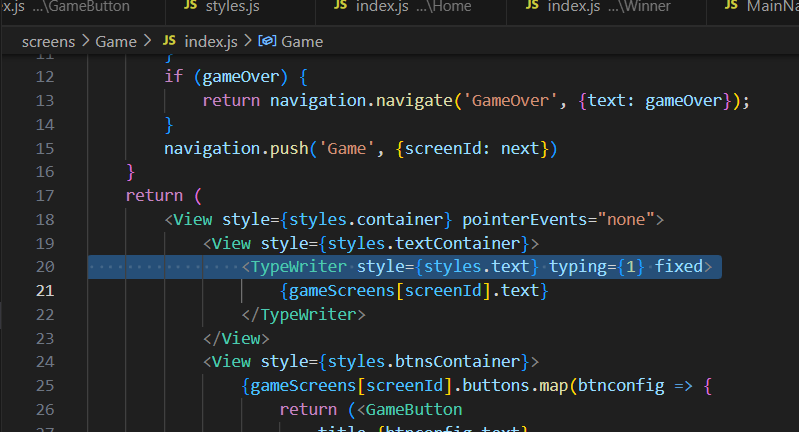 ex.js ...\GameButton JS styles.js JS index.js ...\Home JS index.js ...\Winner JS MainNa
screens > Game > JS index.js > Game
11 }
12 if (gameOver) {
13 return navigation.navigate('GameOver', {text: gameOver});
14 }
15 navigation.push('Game', {screenId: next})
16 }
17 return (
18 <View style={styles.container} pointerEvents="none">
19 <View style={styles.textContainer}>
20 <TypeWriter style={styles.text} typing={1} fixed>
21 {gameScreens[screenId].text}
22 </TypeWriter>
23 </View>
24 <View style={styles.btnsContainer}>
25 {gameScreens[screenId].buttons.map(btnconfig => {
26 return (<GameButton
title={btnconfig.text}